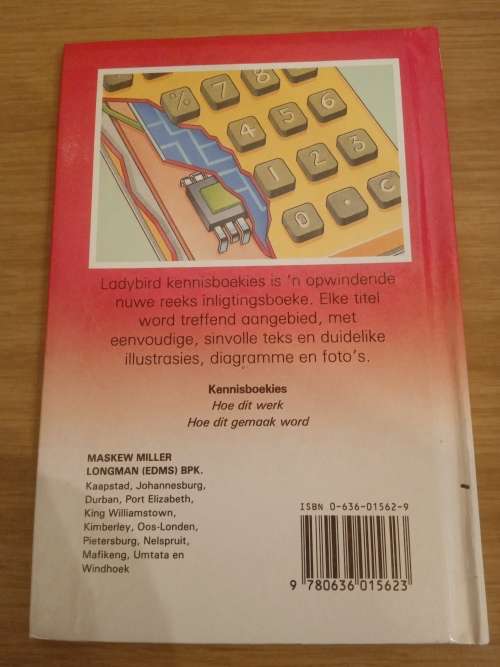 % 7 8
4 5 6
1 2 3
0 • C
Ladybird kennisboekies is 'n opwindende
nuwe reeks inligtingsboeke. Elke titel
word treffend aangebied, met
eenvoudige, sinvolle teks en duidelike
illustrasies, diagramme en foto's.
Kennisboekies
Hoe dit werk
Hoe dit gemaak word
MASKEW MILLER
LONGMAN (EDMS) BPK.
Kaapstad, Johannesburg,
Durban, Port Elizabeth,
King Williamstown,
Kimberley, Oos-Londen,
Pietersburg, Nelspruit,
Mafikeng, Umtata en
Windhoek
ISBN 0-636-01562-9
9 780636 015623